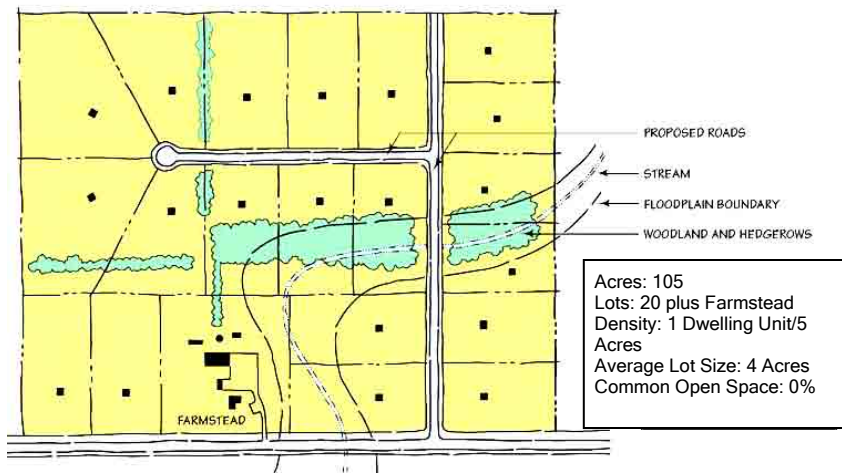 PROPOSED ROADS
STREAM
FLOODPLAIN BOUNDARY
WOODLAND AND HEDGEROWS
Acres: 105
Lots: 20 plus Farmstead
Density: 1 Dwelling Unit/5
Acres
Average Lot Size: 4 Acres
Common Open Space: 0%
FARMSTEAD